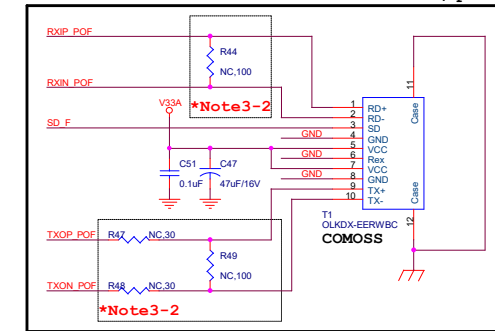 RXIP_POF
R44
NC,100
RXIN_POF
V33A
*Note3-2
SD_F
GND
GND
GND
C51
0.1uF
C47
47uF/16V
1
2
3
4
5
6
7
8
9
10
RD+
RD-
SD
GND
VCC
Rex
VCC
GND
TX+
TX-
11
Case
Case
12
T1
OLKDX-EERWBC
COMOSS
TXOP_POF
R47
NC,30
R49
NC,100
TXON_POF
R48
NC,30
*Note3-2